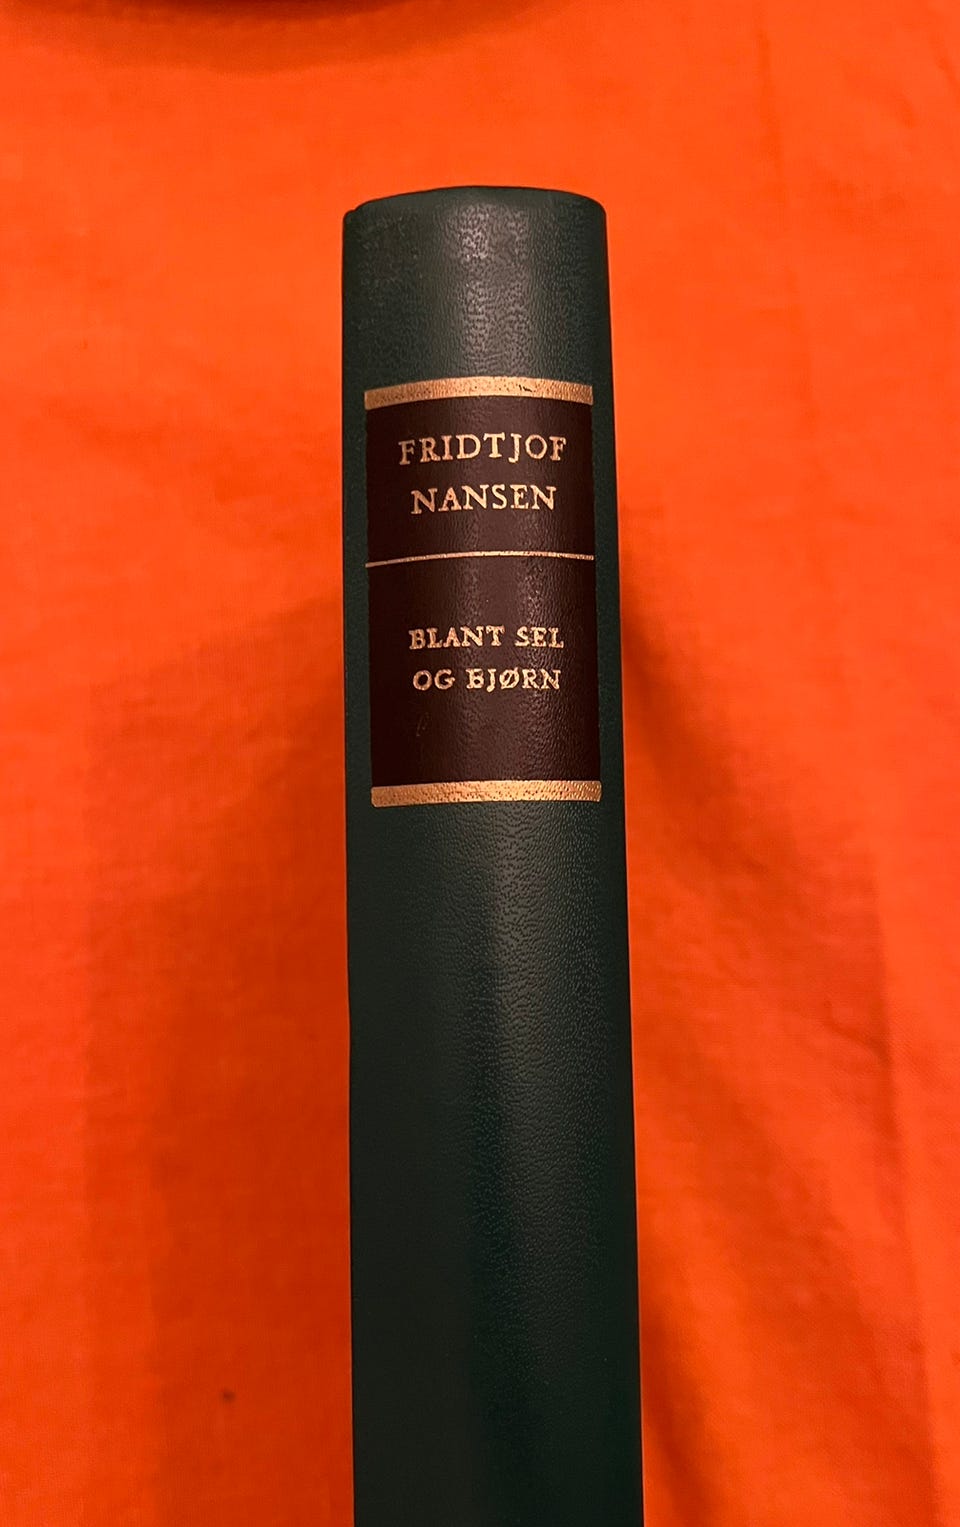 FRIDTJOF
NANSEN
BLANT SEL
OG BJØRN